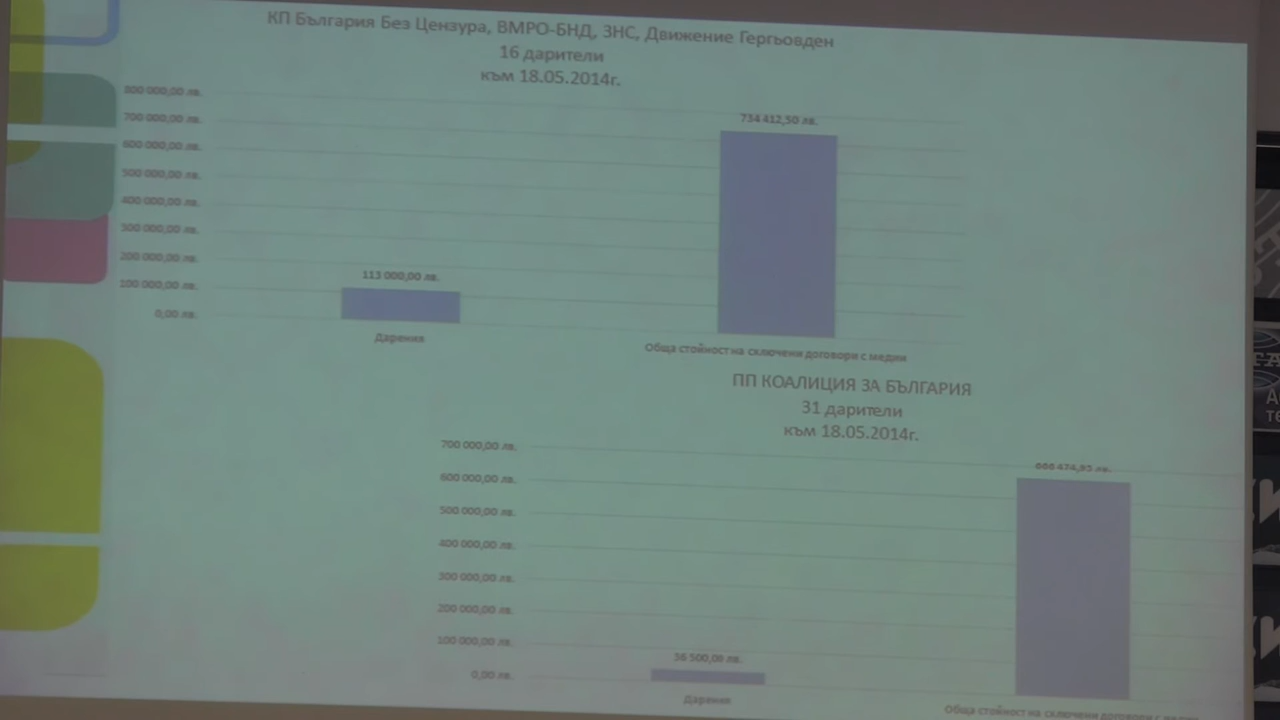 КП България Без Цензура, ВМРО-БНД, ЗНС, Движение Гергьовден
16 дарители
към 18.05.2014г.
800 000,00 лв.
700 000,00 лв.
600 000,00 лв.
500 000,00 лв.
400 000,00 лв.
300 000,00 лв.
200 000,00 лв.
100 000,00 лв.
0,00 лв.
113 000,00 лв.
734 412,50 лв.
Дарения
Обща стойност на сключени договори с медии
ПП КОАЛИЦИЯ ЗА БЪЛГАРИЯ
31 дарители
към 18.05.2014г.
700 000,00 лв.
600 000,00 лв.
500 000,00 лв.
400 000,00 лв.
300 000,00 лв.
200 000,00 лв.
100 000,00 лв.
0,00 лв.
36 500,00 лв.
666 474,95 лв.
Дарения
Обща стойност на сключени договори с